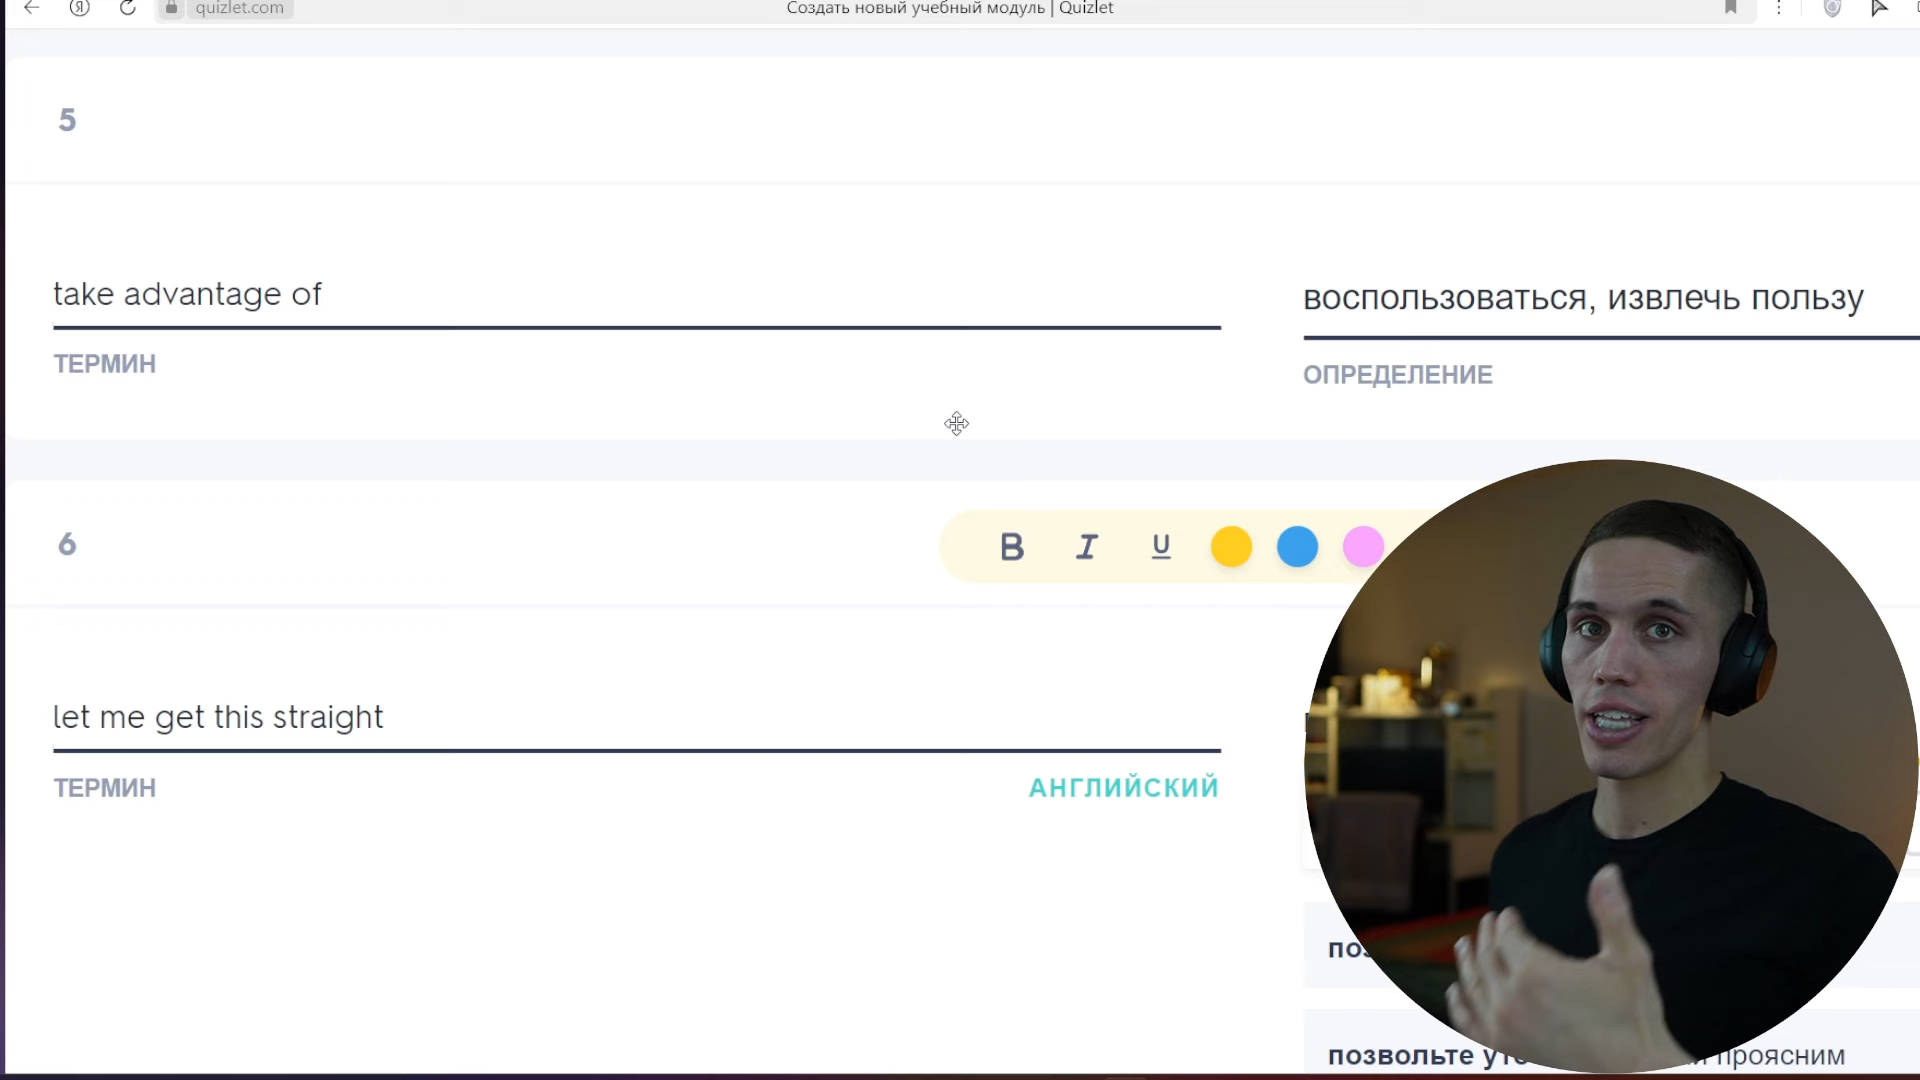 quizlet.com
Создать новый учебный модуль | Quizlet
5
take advantage of
воспользоваться, извлечь пользу
ТЕРМИН
ОПРЕДЕЛЕНИЕ
6
B I U
let me get this straight
ТЕРМИН
АНГЛИЙСКИЙ
позвольте
проясним